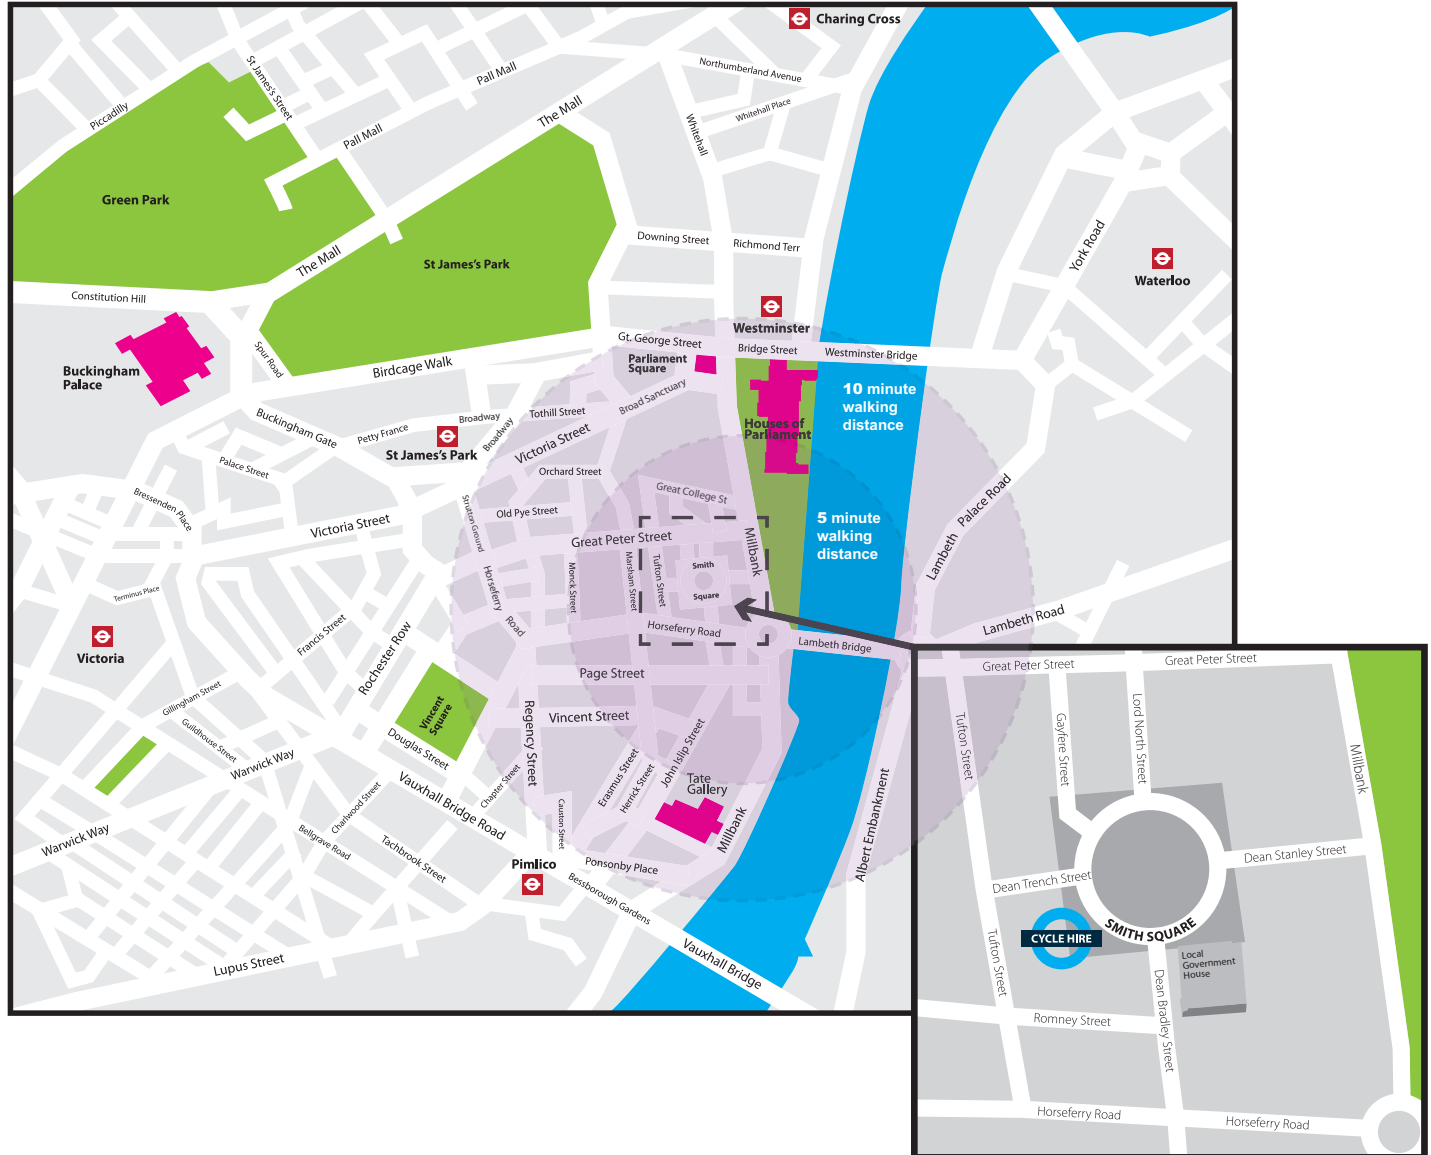 Charing Cross
Northumberland Avenue
Whitehall Place
Whitehall
St James's Street
Pall Mall
Piccadilly
Pall Mall
The Mall
Green Park
The Mall
St James's Park
Downing Street
Richmond Terr
York Road
Waterloo
Constitution Hill
Westminster
Gt. George Street
Bridge Street
Westminster Bridge
Parliament
Square
Spur Road
Birdcage Walk
Buckingham
Palace
10 minute
walking
distance
Houses of
Parliament
Broad Sanctuary
Tothill Street
Broadway
Broadway
Petty France
Buckingham Gate
Victoria Street
St James's Park
Palace Street
Orchard Street
Great College St
Bressenden Place
Victoria Street
Strutton Ground
Old Pye Street
Great Peter Street
Millbank
5 minute
walking
distance
Lambeth
Palace Road
Smith
Square
Monck Street
Marsham Street
Tufton Street
Horseferry
Road
Terminus Place
Francis Street
Rochester Row
Victoria
Horseferry Road
Lambeth Bridge
Lambeth Road
Page Street
Gillingham Street
Guildhouse Street
Vincent
Square
Vincent Street
Regency Street
Douglas Street
John Islip Street
Erasmus Street
Herrick Street
Tate
Gallery
Warwick Way
Chapter Street
Vauxhall Bridge Road
Charlwood Street
Causton Street
Millbank
Albert Embankment
Warwick Way
Bellgrave Road
Tachbrook Street
Pimlico
Ponsonby Place
Bessborough Gardens
Lupus Street
Vauxhall Bridge
Great Peter Street
Great Peter Street
Tufton Street
Gayfere Street
Lord North Street
Millbank
Dean Stanley Street
Dean Trench Street
CYCLE HIRE
SMITH SQUARE
Tufton Street
Local
Government
House
Dean Bradley Street
Romney Street
Horseferry Road
Horseferry Road